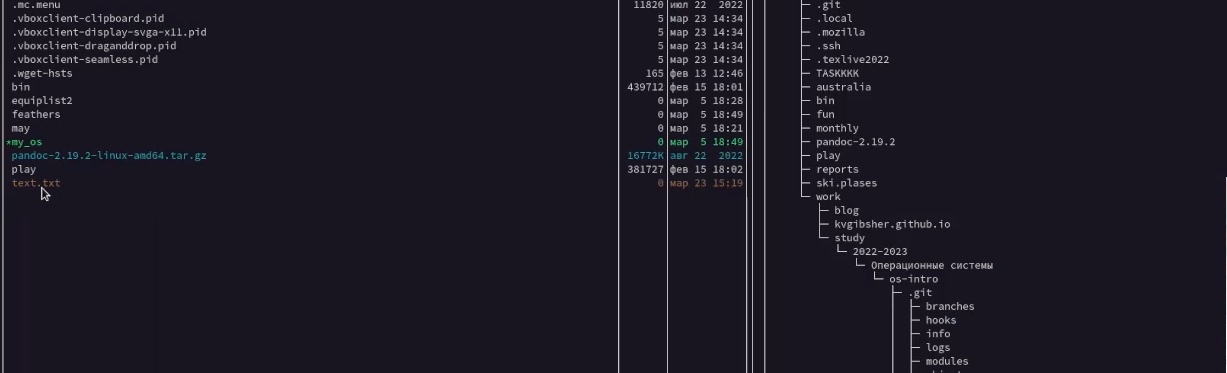 .mc.menu 11820 июл 22 2022
.vboxclient-clipboard.pid 5 мар 23 14:34
.vboxclient-display-svga-x11.pid 5 мар 23 14:34
.vboxclient-draganddrop.pid 5 мар 23 14:34
.vboxclient-seamless.pid 5 мар 23 14:34
.wget-hsts 165 фев 13 12:46
bin 439712 фев 15 18:01
equiplist2 0 мар 5 18:28
feathers 0 мар 5 18:49
may 0 мар 5 18:21
*my_os 0 мар 5 18:49
pandoc-2.19.2-linux-amd64.tar.gz 16772K авг 22 2022
play 381727 фев 15 18:02
text.txt 0 мар 23 15:19
.git
.local
.mozilla
.ssh
.texlive2022
TASKKKK
australia
bin
fun
monthly
pandoc-2.19.2
play
reports
ski.plases
work
blog
kvgibsher.github.io
study
2022-2023
Операционные системы
os-intro
.git
branches
hooks
info
logs
modules